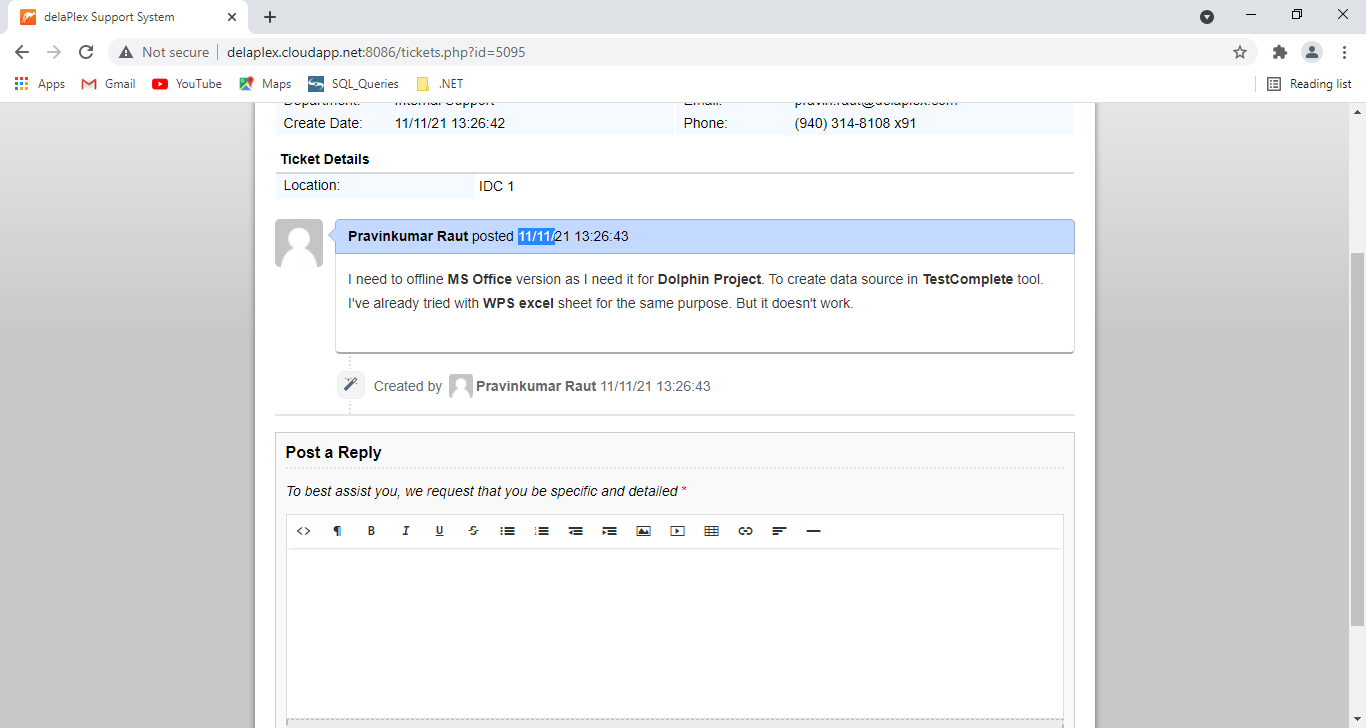 delaPlex Support System
Not secure delaplex.cloudapp.net:8086/tickets.php?id=5095
Apps Gmail YouTube Maps SQL_Queries .NET Reading list
Department: Internal Support Email: pravin.raut@delaplex.com
Create Date: 11/11/21 13:26:42 Phone: (940) 314-8108 x91
Ticket Details
Location: IDC 1
Pravinkumar Raut posted 11/11/21 13:26:43
I need to offline MS Office version as I need it for Dolphin Project. To create data source in TestComplete tool.
I've already tried with WPS excel sheet for the same purpose. But it doesn't work.
Created by Pravinkumar Raut 11/11/21 13:26:43
Post a Reply
To best assist you, we request that you be specific and detailed *